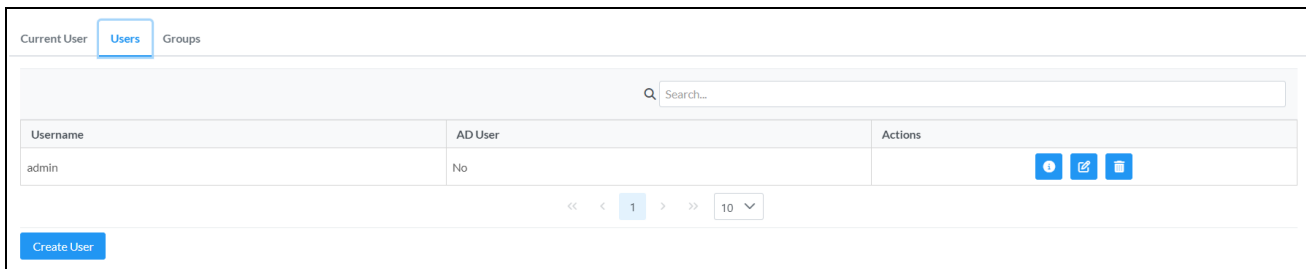 Current User Users Groups
Search...
Username AD User Actions
admin No
1 10
Create User